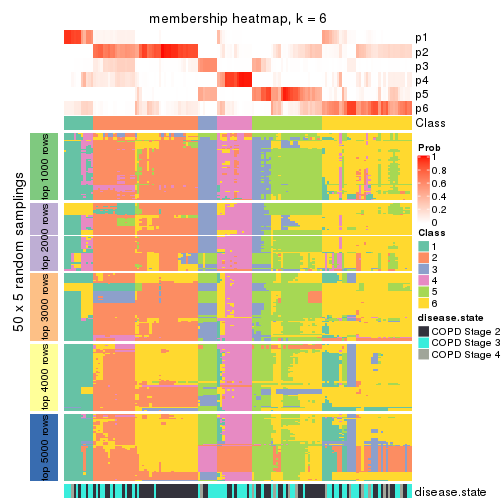 membership heatmap, k = 6
p1
p2
p3
p4
p5
p6
Class
50 x 5 random samplings
top 1000 rows
top 2000 rows
top 3000 rows
top 4000 rows
top 5000 rows
Prob
1
0.8
0.6
0.4
0.2
0
Class
1
2
3
4
5
6
disease.state
COPD Stage 2
COPD Stage 3
COPD Stage 4
disease.state